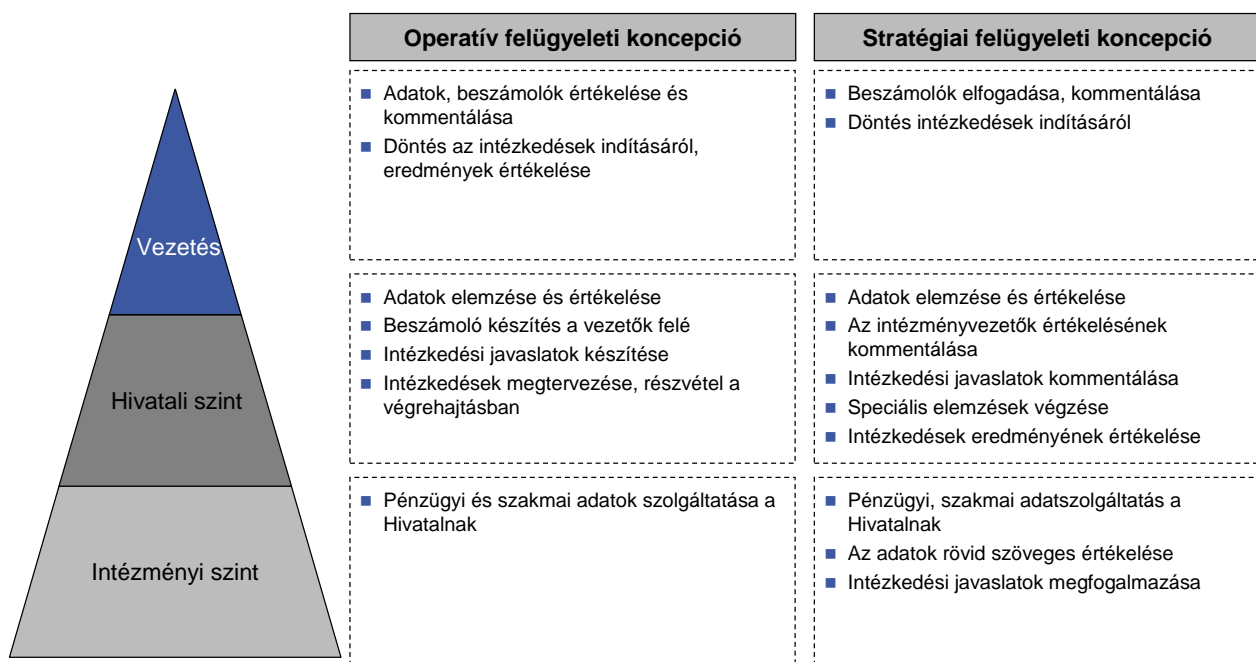 Operatív felügyeleti koncepció
Stratégiai felügyeleti koncepció
Vezetés
Adatok, beszámolók értékelése és
kommentálása
Döntés az intézkedések indításáról,
eredmények értékelése
Beszámolók elfogadása, kommentálása
Döntés intézkedések indításáról
Hivatali szint
Adatok elemzése és értékelése
Beszámoló készítés a vezetők felé
Intézkedési javaslatok készítése
Intézkedések megtervezése, részvétel a
végrehajtásban
Adatok elemzése és értékelése
Az intézményvezetők értékelésének
kommentálása
Intézkedési javaslatok kommentálása
Speciális elemzések végzése
Intézkedések eredményének értékelése
Intézményi szint
Pénzügyi és szakmai adatok szolgáltatása a
Hivatalnak
Pénzügyi, szakmai adatszolgáltatás a
Hivatalnak
Az adatok rövid szöveges értékelése
Intézkedési javaslatok megfogalmazása